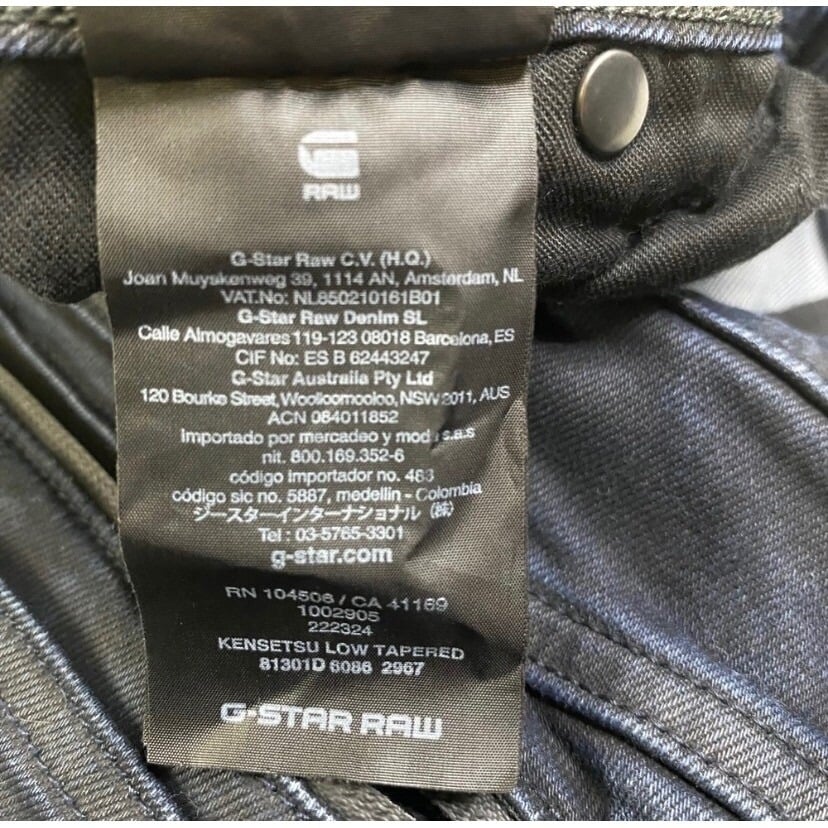 RAW
G-Star Raw C.V. (H.Q.)
Joan Muyskenweg 39, 1114 AN, Amsterdam, NL
VAT.No: NL850210161B01
G-Star Raw Denim SL
Calle Almogavares 119-123 08018 Barcelona, ES
CIF No: ES B 62443247
G-Star Australia Pty Ltd
120 Bourke Street, Woolloomooloo, NSW 2011, AUS
ACN 084011852
importado por mercadeo y moda s.a.s
nit. 800.169.352-6
código importador no. 463
código sic no. 5887, medellin - Colombia
ジースターインターナショナル (株)
Tel : 03-5765-3301
g-star.com
RN 104506 / CA 41169
1002905
222324
KENSETSU LOW TAPERED
81301D 6086 2967
G-STAR RAW